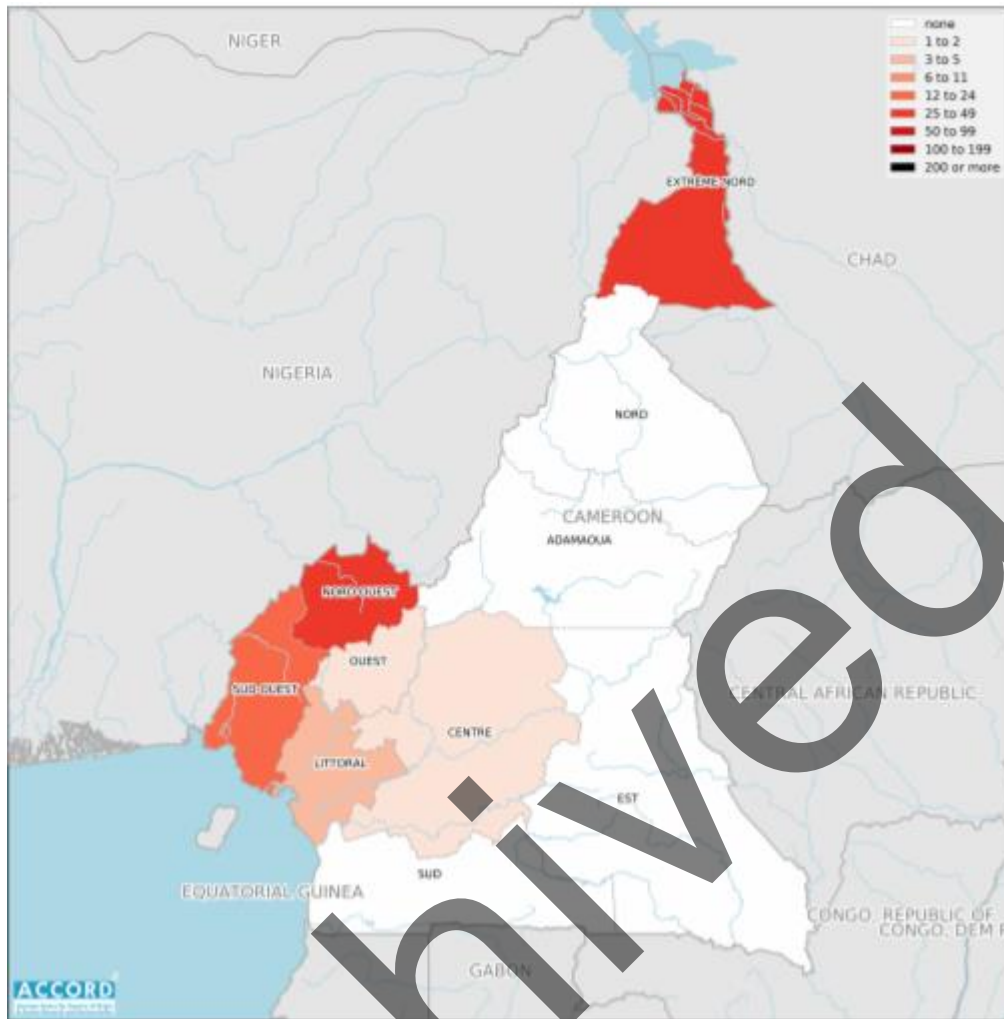 none
1 to 2
3 to 5
6 to 11
12 to 24
25 to 49
50 to 99
100 to 199
200 or more
NIGER
EXTREME-NORD
CHAD
NIGERIA
NORD
CAMEROON
ADAMAOUA
NORD-OUEST
OUEST
SUD-OUEST
CENTRAL AFRICAN REPUBLIC
CENTRE
LITTORAL
EST
SUD
EQUATORIAL GUINEA
CONGO, REPUBLIC OF
CONGO, DEM R
GABON
ACCORD
hived